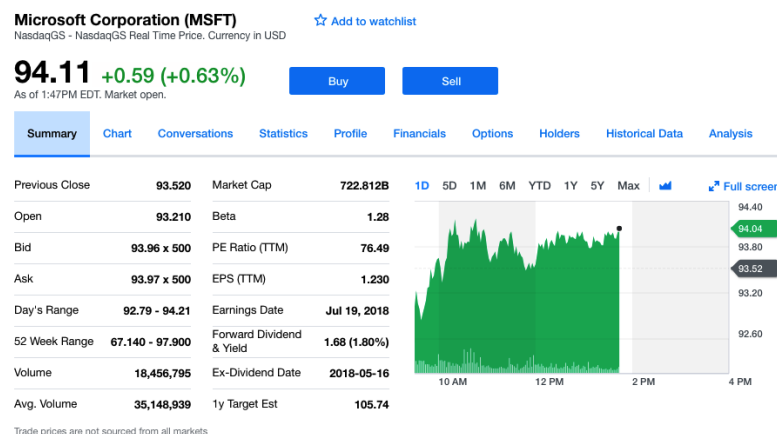 Microsoft Corporation (MSFT)
Add to watchlist
NasdaqGS - NasdaqGS Real Time Price. Currency in USD
94.11 +0.59 (+0.63%)
As of 1:47PM EDT. Market open.
Buy
Sell
Summary Chart Conversations Statistics Profile Financials Options Holders Historical Data Analysis
Previous Close 93.520
Open 93.210
Bid 93.96 x 500
Ask 93.97 x 500
Day's Range 92.79 - 94.21
52 Week Range 67.140 - 97.900
Volume 18,456,795
Avg. Volume 35,148,939
Market Cap 722.812B
Beta 1.28
PE Ratio (TTM) 76.49
EPS (TTM) 1.230
Earnings Date Jul 19, 2018
Forward Dividend
& Yield 1.68 (1.80%)
Ex-Dividend Date 2018-05-16
1y Target Est 105.74
1D 5D 1M 6M YTD 1Y 5Y Max
Full screen
94.40
94.04
93.80
93.52
93.20
92.60
10 AM 12 PM 2 PM 4 PM
Trade prices are not sourced from all markets